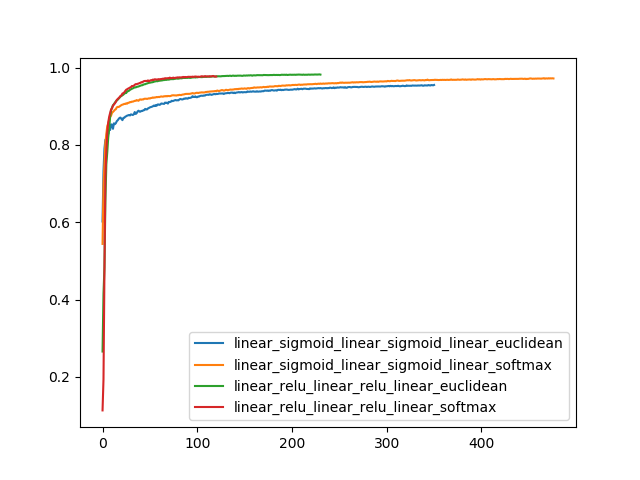 1.0
0.8
0.6
0.4
0.2
linear_sigmoid_linear_sigmoid_linear_euclidean
linear_sigmoid_linear_sigmoid_linear_softmax
linear_relu_linear_relu_linear_euclidean
linear_relu_linear_relu_linear_softmax
0 100 200 300 400